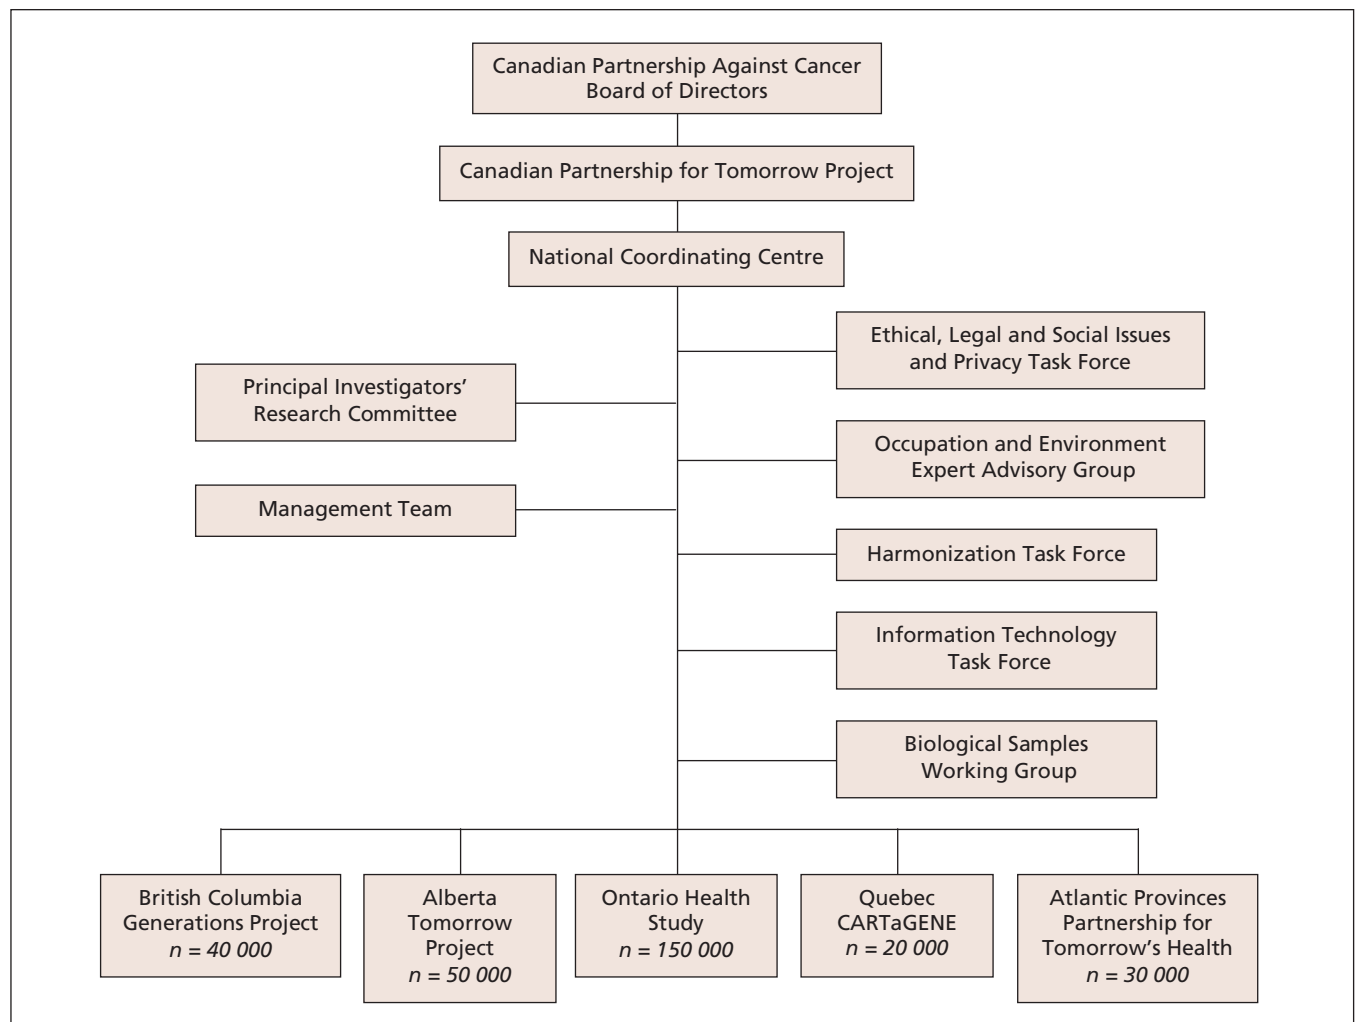 Canadian Partnership Against Cancer
Board of Directors
Canadian Partnership for Tomorrow Project
National Coordinating Centre
Ethical, Legal and Social Issues
and Privacy Task Force
Principal Investigators’
Research Committee
Occupation and Environment
Expert Advisory Group
Management Team
Harmonization Task Force
Information Technology
Task Force
Biological Samples
Working Group
British Columbia
Generations Project
n = 40 000
Alberta
Tomorrow
Project
n = 50 000
Ontario Health
Study
n = 150 000
Quebec
CARTaGENE
n = 20 000
Atlantic Provinces
Partnership for
Tomorrow’s Health
n = 30 000